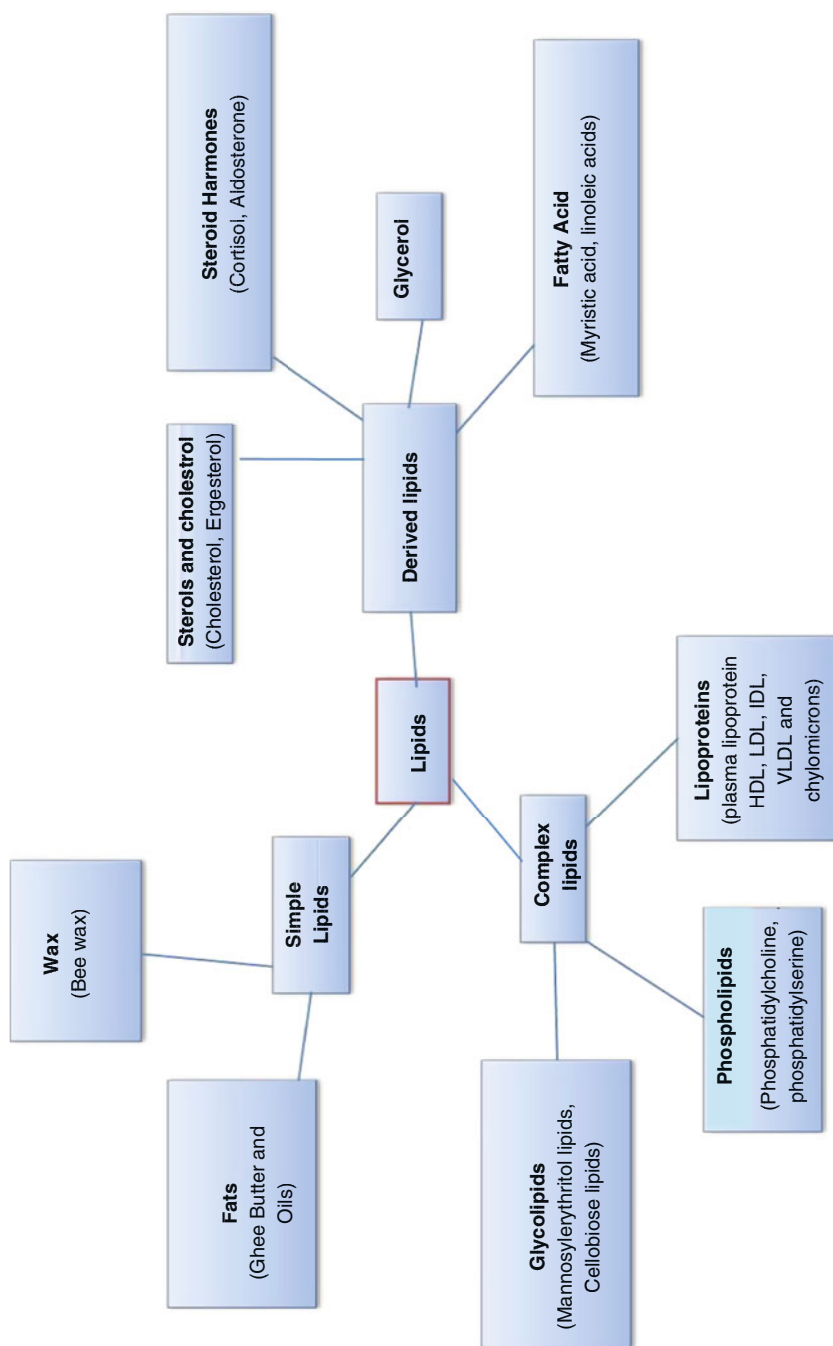 Wax
(Bee wax)
Fats
(Ghee Butter and
Oils)
Simple
Lipids
Sterols and cholestrol
(Cholesterol, Ergesterol)
Steroid Harmones
(Cortisol, Aldosterone)
Lipids
Derived lipids
Glycerol
Glycolipids
(Mannosylerythritol lipids,
Cellobiose lipids)
Complex
lipids
Fatty Acid
(Myristic acid, linoleic acids)
Phospholipids
(Phosphatidylcholine,
phosphatidylserine)
Lipoproteins
(plasma lipoprotein
HDL, LDL, IDL,
VLDL and
chylomicrons)